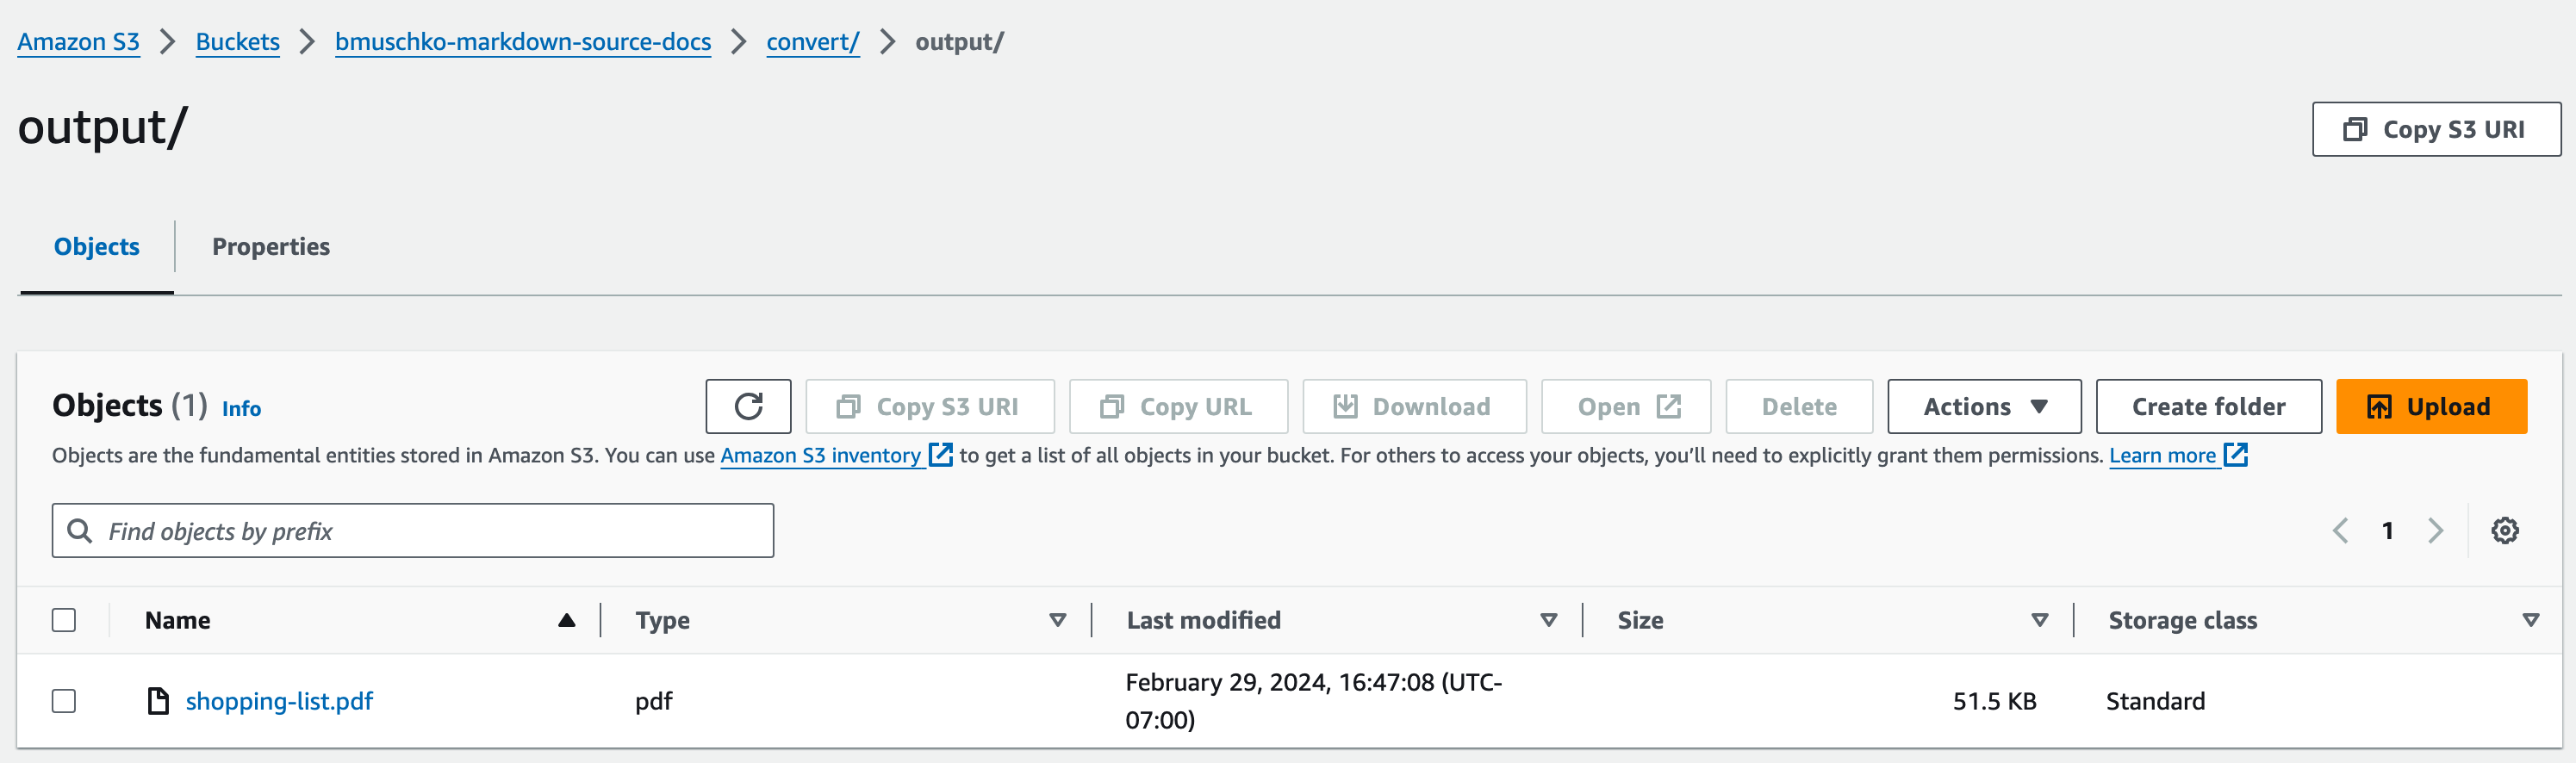 Amazon S3 Buckets bmuschko-markdown-source-docs convert/ output/
output/
Copy S3 URI
Objects Properties
Objects (1) Info
Copy S3 URI Copy URL Download Open Delete Actions Create folder Upload
Objects are the fundamental entities stored in Amazon S3. You can use Amazon S3 inventory to get a list of all objects in your bucket. For others to access your objects, you’ll need to explicitly grant them permissions. Learn more
Find objects by prefix
1
Name Type Last modified Size Storage class
shopping-list.pdf pdf February 29, 2024, 16:47:08 (UTC-
07:00) 51.5 KB Standard